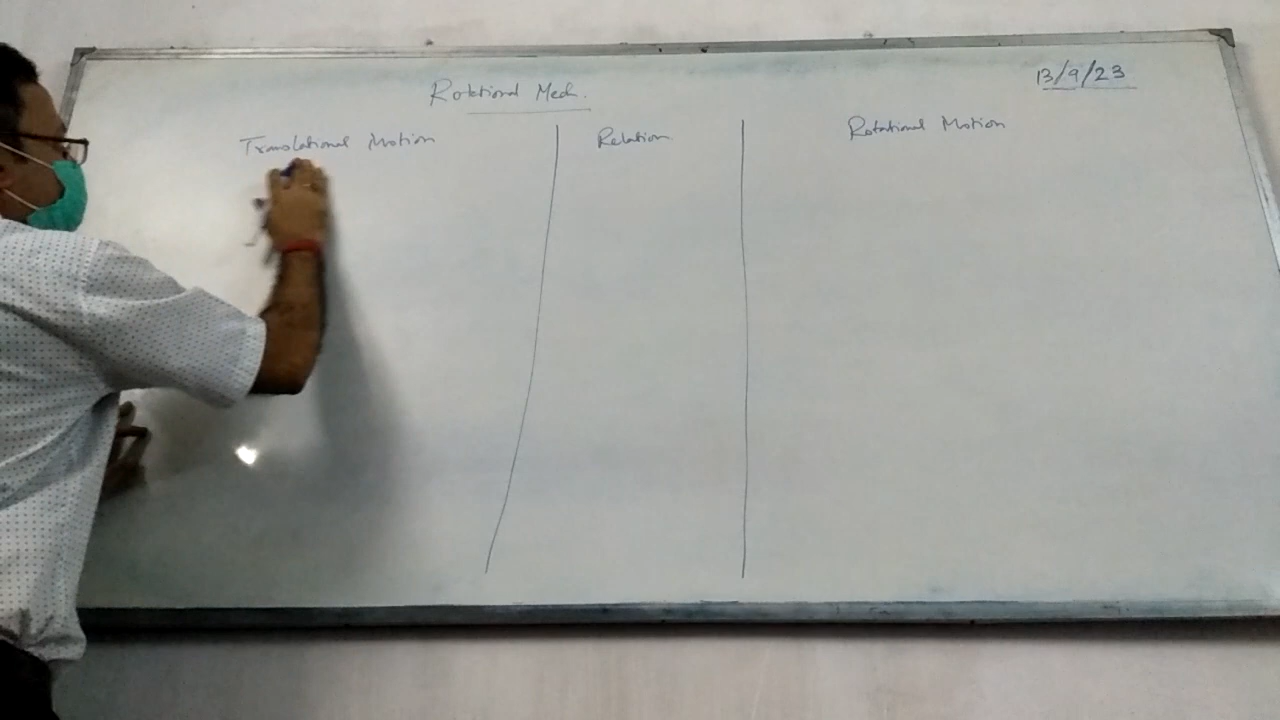 13/9/23
Rotational Mech.
Translational Motion
Relation
Rotational Motion